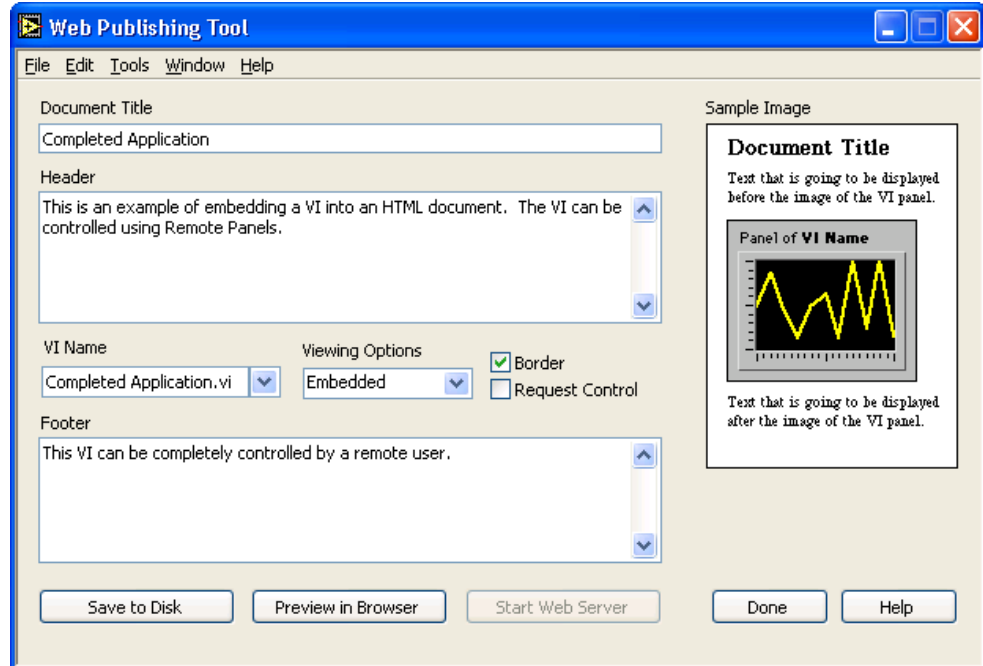 Web Publishing Tool
File Edit Tools Window Help
Document Title
Completed Application
Header
This is an example of embedding a VI into an HTML document.  The VI can be
controlled using Remote Panels.
VI Name
Completed Application.vi
Viewing Options
Embedded
Border
Request Control
Footer
This VI can be completely controlled by a remote user.
Sample Image
Document Title
Text that is going to be displayed
before the image of the VI panel.
Panel of VI Name
Text that is going to be displayed
after the image of the VI panel.
Save to Disk
Preview in Browser
Start Web Server
Done
Help